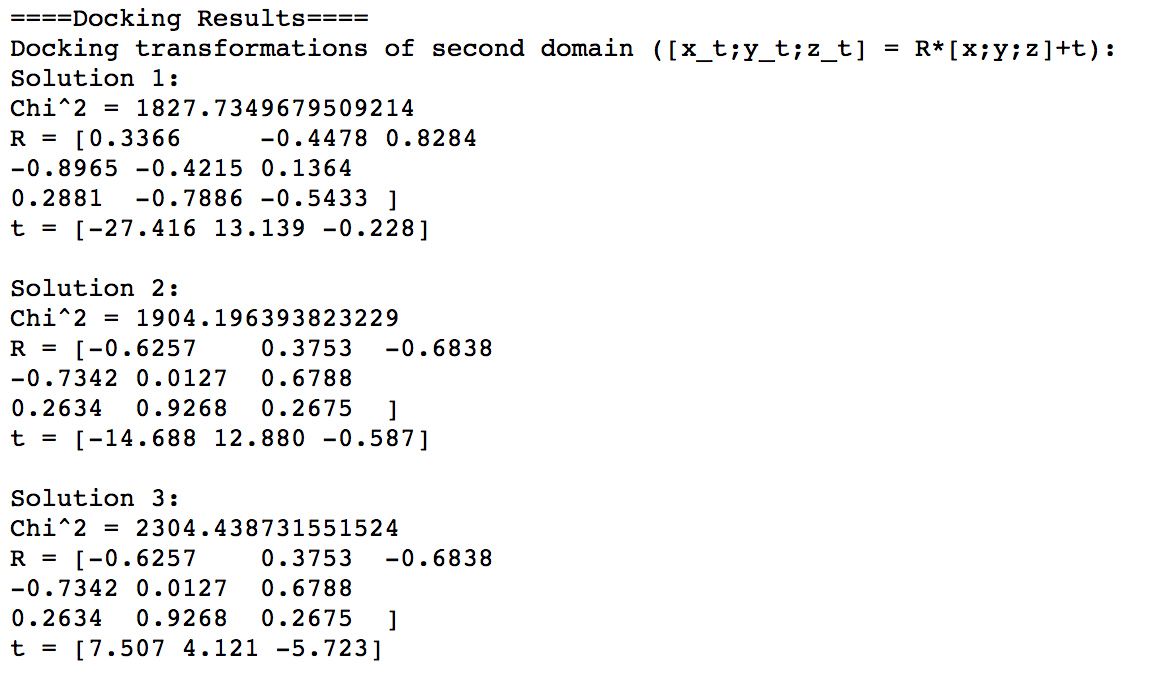 ====Docking Results====
Docking transformations of second domain ([x_t;y_t;z_t] = R*[x;y;z]+t):
Solution 1:
Chi^2 = 1827.7349679509214
R = [0.3366     -0.4478 0.8284
-0.8965 -0.4215 0.1364
0.2881  -0.7886 -0.5433 ]
t = [-27.416 13.139 -0.228]

Solution 2:
Chi^2 = 1904.196393823229
R = [-0.6257    0.3753  -0.6838
-0.7342 0.0127  0.6788
0.2634  0.9268  0.2675  ]
t = [-14.688 12.880 -0.587]

Solution 3:
Chi^2 = 2304.438731551524
R = [-0.6257    0.3753  -0.6838
-0.7342 0.0127  0.6788
0.2634  0.9268  0.2675  ]
t = [7.507 4.121 -5.723]